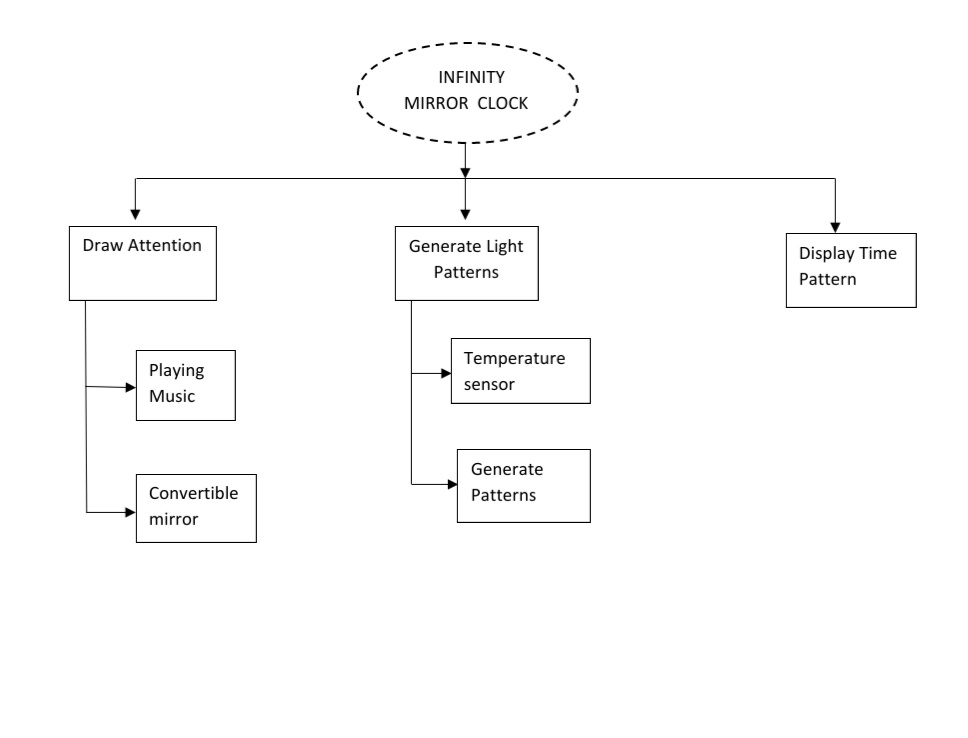 INFINITY
MIRROR CLOCK
Draw Attention
Generate Light
Patterns
Display Time
Pattern
Playing
Music
Temperature
sensor
Convertible
mirror
Generate
Patterns